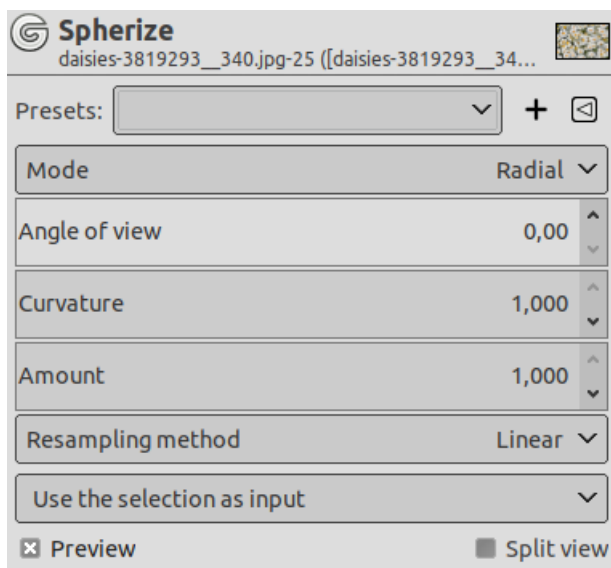 Spherize
daisies-3819293__340.jpg-25 ([daisies-3819293__34...
Presets:
Mode Radial
Angle of view 0,00
Curvature 1,000
Amount 1,000
Resampling method Linear
Use the selection as input
Preview Split view